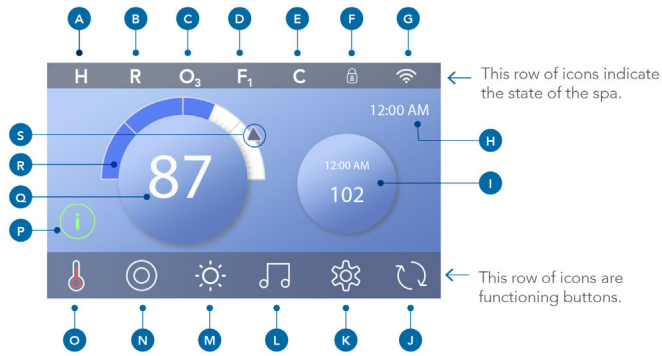 A B C D E F G
H R O₃ F₁ C
This row of icons indicate
the state of the spa.
12:00 AM
S
H
R
87
12:00 AM
102
I
Q
i
P
This row of icons are
functioning buttons.
O N M L K J